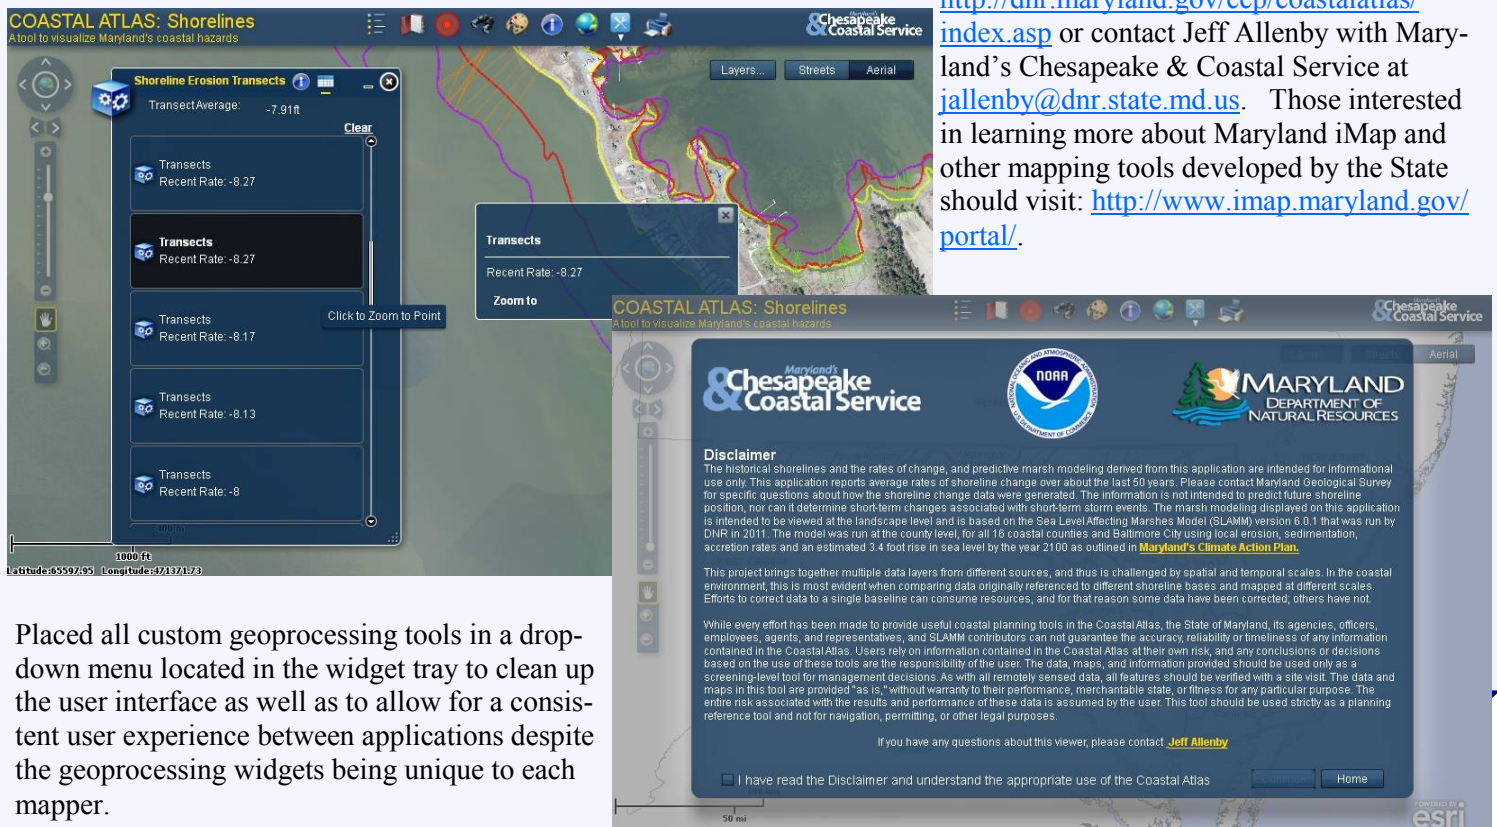 COASTAL ATLAS: Shorelines
A tool to visualize Maryland's coastal hazards
Maryland's
Chesapeake
& Coastal Service
Layers...
Streets
Aerial
Shoreline Erosion Transects
Transect Average: -7.91ft
Clear
Transects
Recent Rate: -8.27
Transects
Recent Rate: -8.27
Transects
Recent Rate: -8.17
Transects
Recent Rate: -8.13
Transects
Recent Rate: -8
Click to Zoom to Point
Transects
Recent Rate: -8.27
Zoom to
1000 ft
Latitude:65597.95 Longitude:471371.73
http://dnr.maryland.gov/ccp/coastalatlas/
index.asp or contact Jeff Allenby with Mary-
land's Chesapeake & Coastal Service at
jallenby@dnr.state.md.us. Those interested
in learning more about Maryland iMap and
other mapping tools developed by the State
should visit: http://www.imap.maryland.gov/
portal/.
COASTAL ATLAS: Shorelines
A tool to visualize Maryland's coastal hazards
Maryland's
Chesapeake
& Coastal Service
Streets
Aerial
Maryland's
Chesapeake
& Coastal Service
NATIONAL OCEANIC AND ATMOSPHERIC ADMINISTRATION
NOAA
U.S. DEPARTMENT OF COMMERCE
MARYLAND
DEPARTMENT OF
NATURAL RESOURCES
Disclaimer
The historical shorelines and the rates of change, and predictive marsh modeling derived from this application are intended for informational
use only. This application reports average rates of shoreline change over about the last 50 years. Please contact Maryland Geological Survey
for specific questions about how the shoreline change data were generated. The information is not intended to predict future shoreline
position, nor can it determine short-term changes associated with short-term storm events. The marsh modeling displayed on this application
is intended to be viewed at the landscape level and is based on the Sea Level Affecting Marshes Model (SLAMM) version 6.0.1 that was run by
DNR in 2011. The model was run at the county level, for all 16 coastal counties and Baltimore City using local erosion, sedimentation,
accretion rates and an estimated 3.4 foot rise in sea level by the year 2100 as outlined in Maryland's Climate Action Plan.
This project brings together multiple data layers from different sources, and thus is challenged by spatial and temporal scales. In the coastal
environment, this is most evident when comparing data originally referenced to different shoreline bases and mapped at different scales.
Efforts to correct data to a single baseline can consume resources, and for that reason some data have been corrected; others have not.
While every effort has been made to provide useful coastal planning tools in the Coastal Atlas, the State of Maryland, its agencies, officers,
employees, agents, and representatives, and SLAMM contributors can not guarantee the accuracy, reliability or timeliness of any information
contained in the Coastal Atlas. Users rely on information contained in the Coastal Atlas at their own risk, and any conclusions or decisions
based on the use of these tools are the responsibility of the user. The data, maps, and information provided should be used only as a
screening-level tool for management decisions. As with all remotely sensed data, all features should be verified with a site visit. The data and
maps in this tool are provided "as is," without warranty to their performance, merchantable state, or fitness for any particular purpose. The
entire risk associated with the results and performance of these data is assumed by the user. This tool should be used strictly as a planning
reference tool and not for navigation, permitting, or other legal purposes.
If you have any questions about this viewer, please contact Jeff Allenby
I have read the Disclaimer and understand the appropriate use of the Coastal Atlas
Home
50 mi
POWERED BY
esri
Placed all custom geoprocessing tools in a drop-
down menu located in the widget tray to clean up
the user interface as well as to allow for a consis-
tent user experience between applications despite
the geoprocessing widgets being unique to each
mapper.